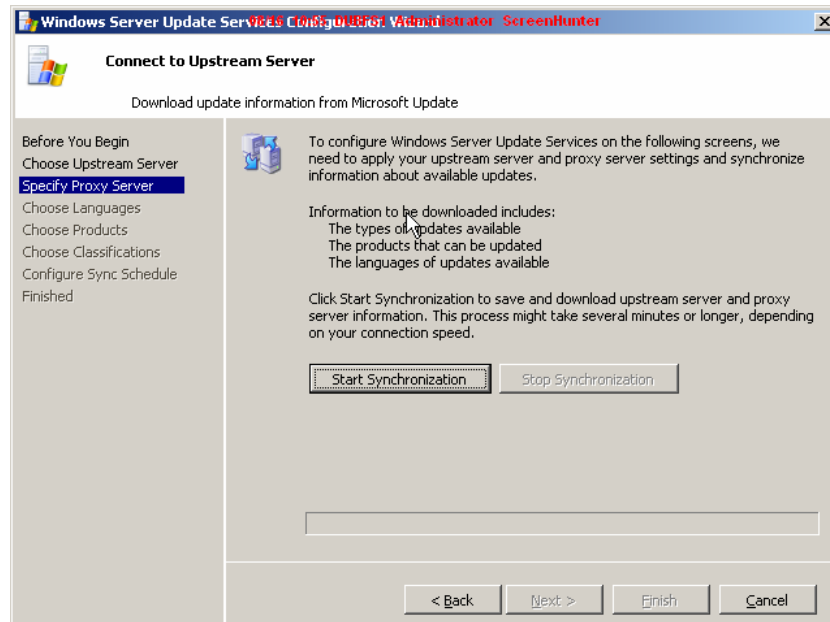 Windows Server Update Services Configuration Wizard
Administrator ScreenHunter
Connect to Upstream Server
Download update information from Microsoft Update
Before You Begin
Choose Upstream Server
Specify Proxy Server
Choose Languages
Choose Products
Choose Classifications
Configure Sync Schedule
Finished
To configure Windows Server Update Services on the following screens, we
need to apply your upstream server and proxy server settings and synchronize
information about available updates.
Information to be downloaded includes:
The types of updates available
The products that can be updated
The languages of updates available
Click Start Synchronization to save and download upstream server and proxy
server information. This process might take several minutes or longer, depending
on your connection speed.
Start Synchronization
Stop Synchronization
< Back
Next >
Finish
Cancel